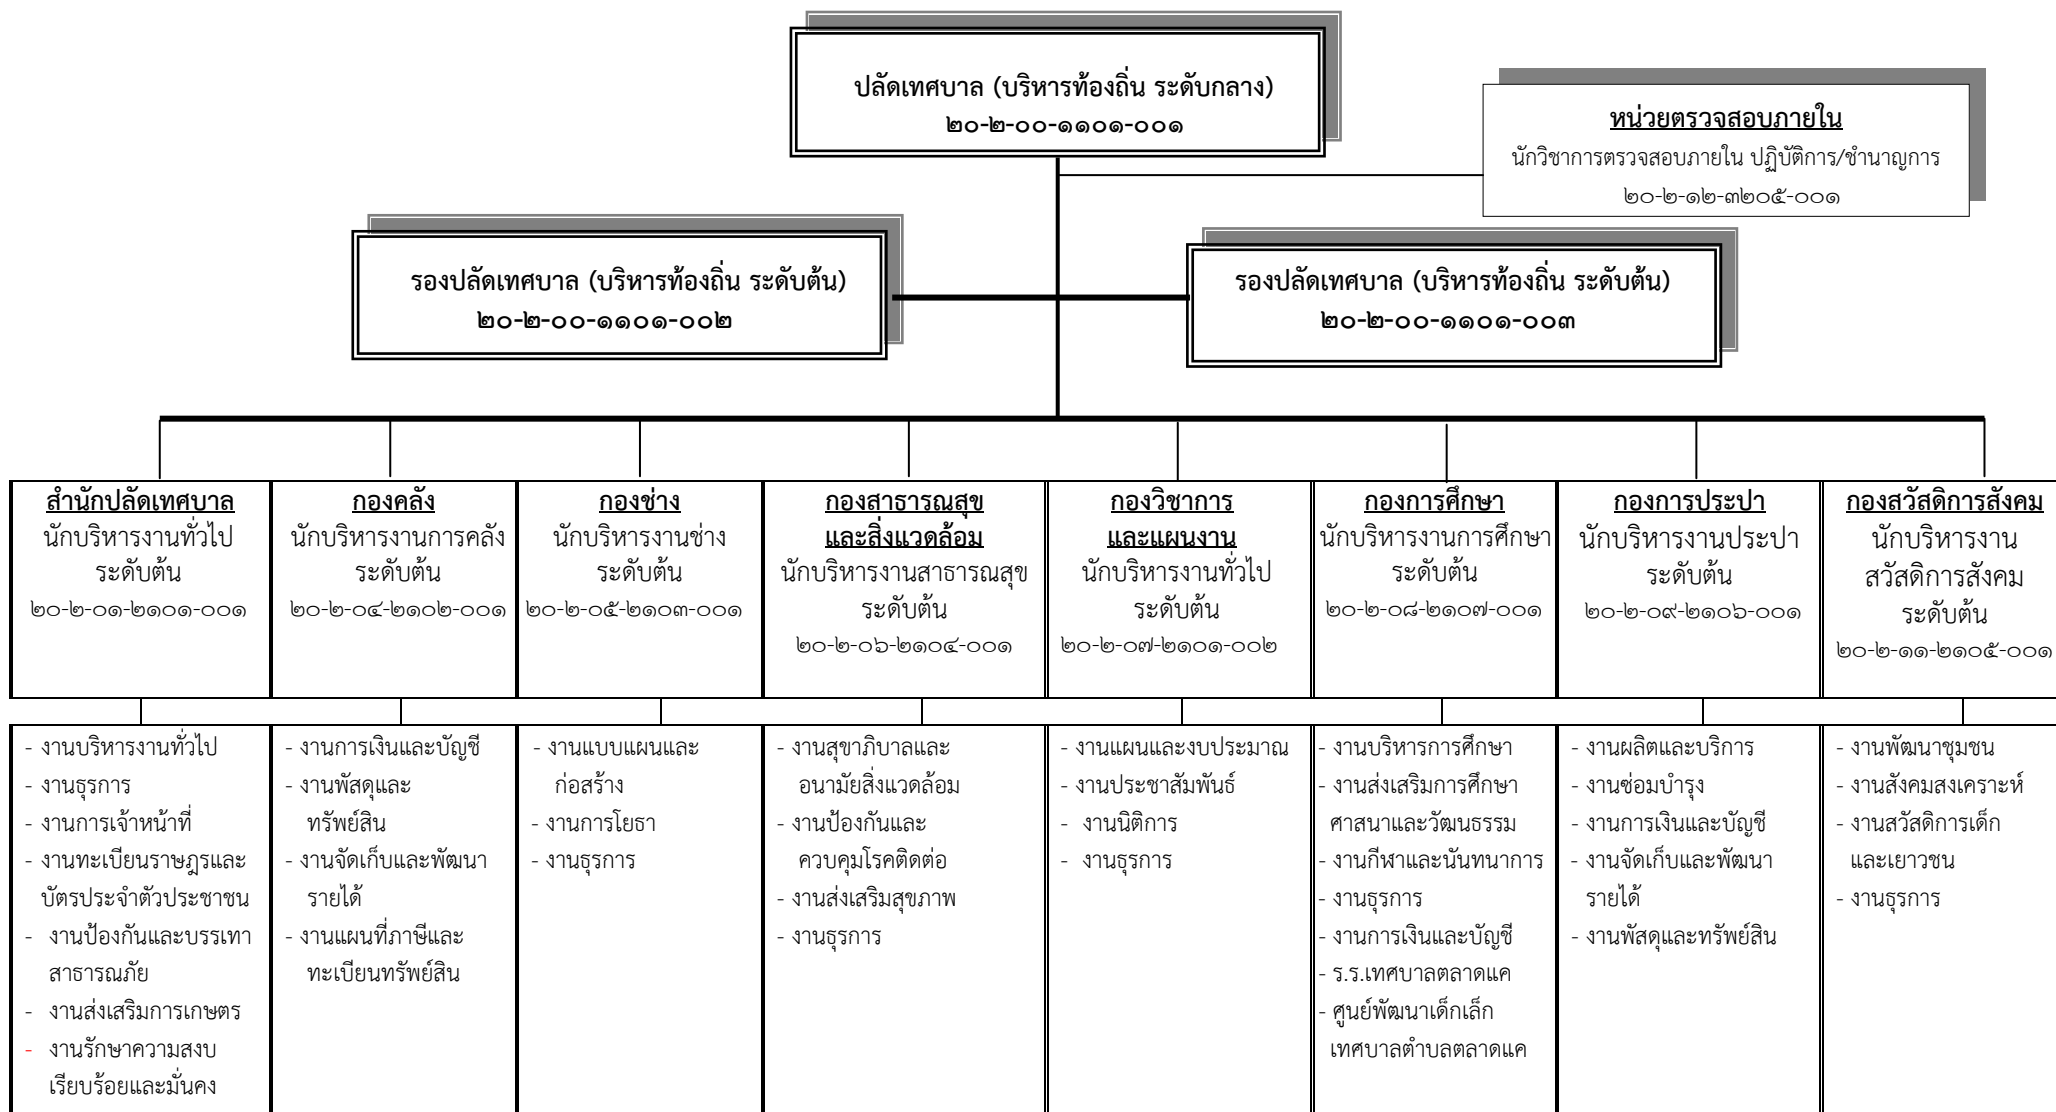 ปลัดเทศบาล (บริหารท้องถิ่น ระดับกลาง)
๒๐-๒-๐๐-๑๑๐๑-๐๐๑
หน่วยตรวจสอบภายใน
นักวิชาการตรวจสอบภายใน ปฏิบัติการ/ชำนาญการ
๒๐-๒-๑๒-๓๒๐๕-๐๐๑
รองปลัดเทศบาล (บริหารท้องถิ่น ระดับต้น)
๒๐-๒-๐๐-๑๑๐๑-๐๐๒
รองปลัดเทศบาล (บริหารท้องถิ่น ระดับต้น)
๒๐-๒-๐๐-๑๑๐๑-๐๐๓
สำนักปลัดเทศบาล
นักบริหารงานทั่วไป
ระดับต้น
๒๐-๒-๐๑-๒๑๐๑-๐๐๑
กองคลัง
นักบริหารงานการคลัง
ระดับต้น
๒๐-๒-๐๔-๒๑๐๒-๐๐๑
กองช่าง
นักบริหารงานช่าง
ระดับต้น
๒๐-๒-๐๕-๒๑๐๓-๐๐๑
กองสาธารณสุข
และสิ่งแวดล้อม
นักบริหารงานสาธารณสุข
ระดับต้น
๒๐-๒-๐๖-๒๑๐๔-๐๐๑
กองวิชาการ
และแผนงาน
นักบริหารงานทั่วไป
ระดับต้น
๒๐-๒-๐๗-๒๑๐๑-๐๐๒
กองการศึกษา
นักบริหารงานการศึกษา
ระดับต้น
๒๐-๒-๐๘-๒๑๐๗-๐๐๑
กองการประปา
นักบริหารงานประปา
ระดับต้น
๒๐-๒-๐๙-๒๑๐๖-๐๐๑
กองสวัสดิการสังคม
นักบริหารงาน
สวัสดิการสังคม
ระดับต้น
๒๐-๒-๑๑-๒๑๐๕-๐๐๑
- งานบริหารงานทั่วไป
- งานธุรการ
- งานการเจ้าหน้าที่
- งานทะเบียนราษฎรและ
บัตรประจำตัวประชาชน
- งานป้องกันและบรรเทา
สาธารณภัย
- งานส่งเสริมการเกษตร
- งานรักษาความสงบ
เรียบร้อยและมั่นคง
- งานการเงินและบัญชี
- งานพัสดุและ
ทรัพย์สิน
- งานจัดเก็บและพัฒนา
รายได้
- งานแผนที่ภาษีและ
ทะเบียนทรัพย์สิน
- งานแบบแผนและ
ก่อสร้าง
- งานการโยธา
- งานธุรการ
- งานสุขาภิบาลและ
อนามัยสิ่งแวดล้อม
- งานป้องกันและ
ควบคุมโรคติดต่อ
- งานส่งเสริมสุขภาพ
- งานธุรการ
- งานแผนและงบประมาณ
- งานประชาสัมพันธ์
- งานนิติการ
- งานธุรการ
- งานบริหารการศึกษา
- งานส่งเสริมการศึกษา
ศาสนาและวัฒนธรรม
- งานกีฬาและนันทนาการ
- งานธุรการ
- งานการเงินและบัญชี
- ร.ร.เทศบาลตลาดแค
- ศูนย์พัฒนาเด็กเล็ก
เทศบาลตำบลตลาดแค
- งานผลิตและบริการ
- งานซ่อมบำรุง
- งานการเงินและบัญชี
- งานจัดเก็บและพัฒนา
รายได้
- งานพัสดุและทรัพย์สิน
- งานพัฒนาชุมชน
- งานสังคมสงเคราะห์
- งานสวัสดิการเด็ก
และเยาวชน
- งานธุรการ